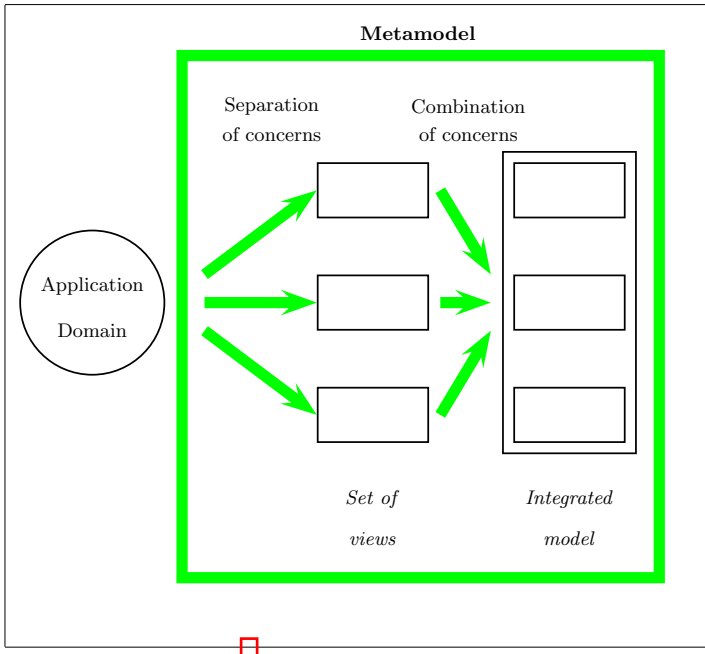 Metamodel
Separation
of concerns
Combination
of concerns
Application
Domain
Set of
views
Integrated
model